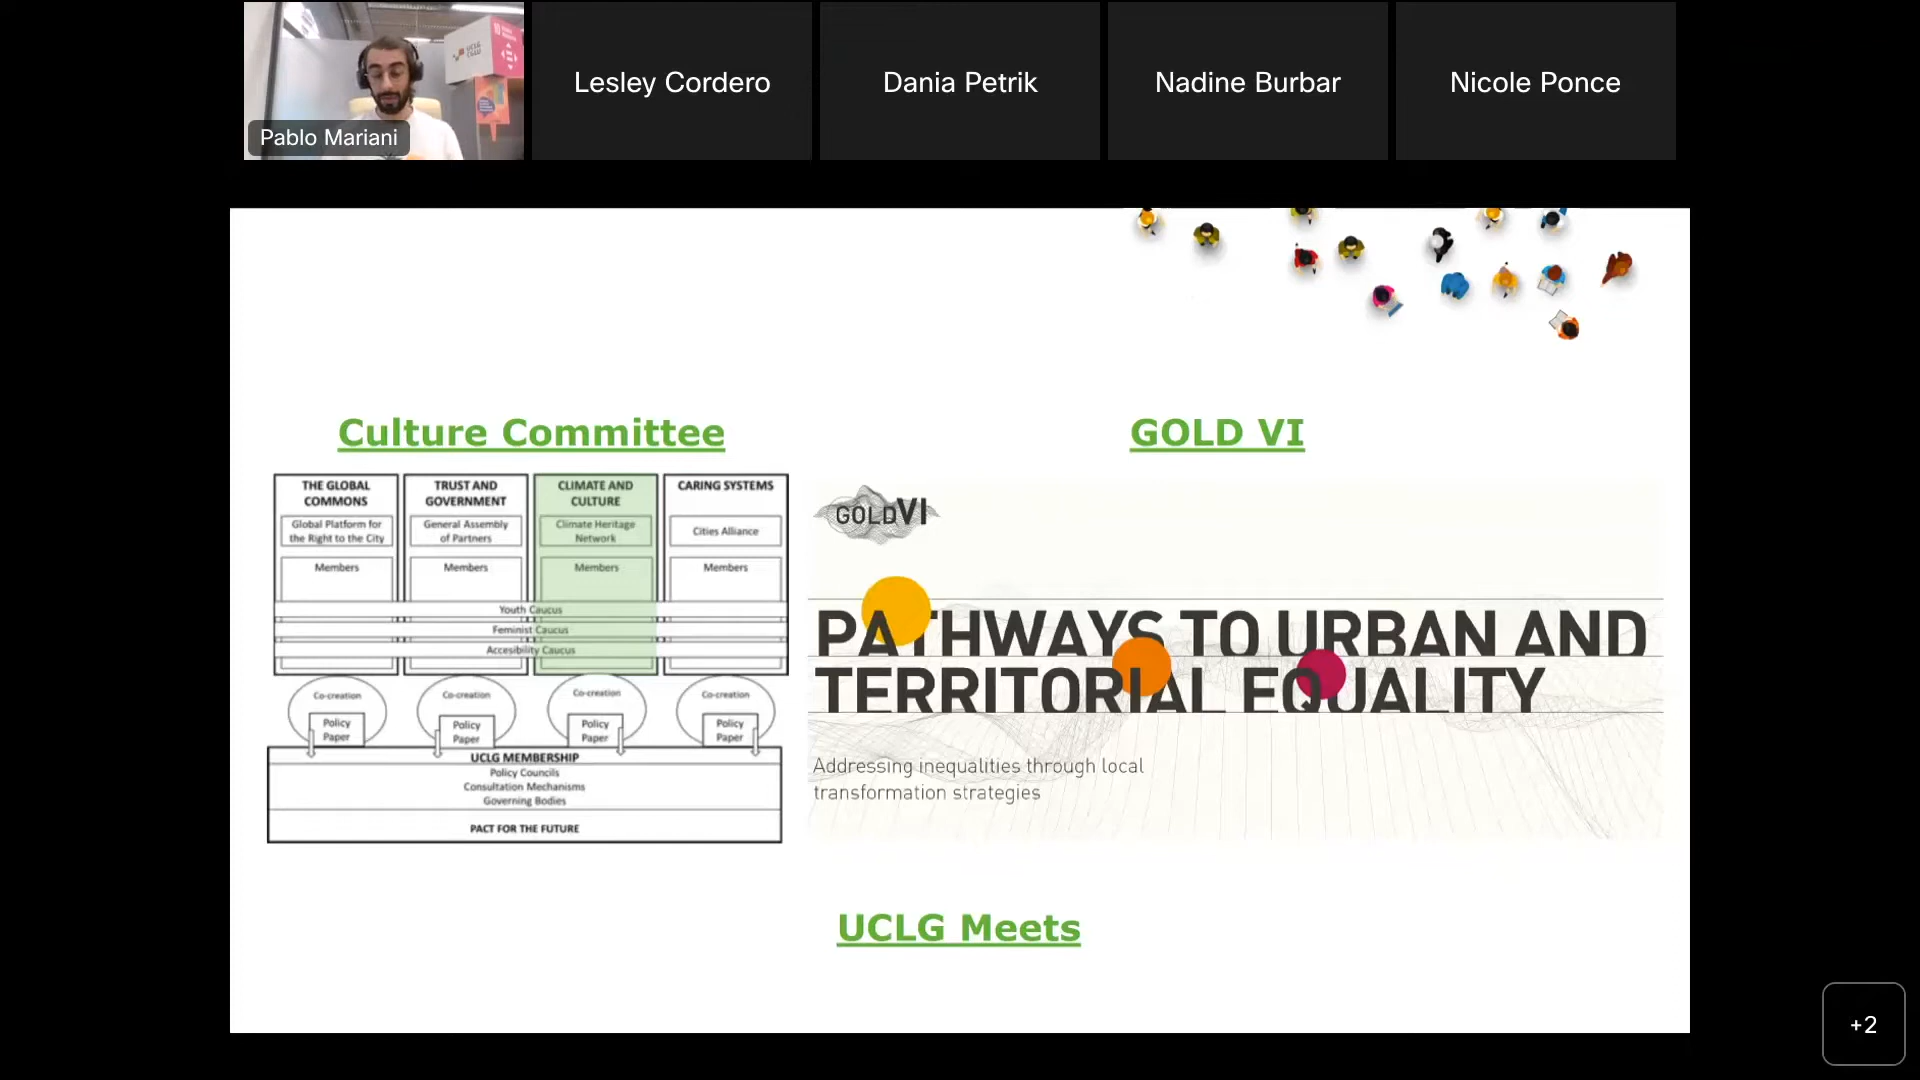 UCLG
CGLU
Pablo Mariani
Lesley Cordero
Dania Petrik
Nadine Burbar
Nicole Ponce
Culture Committee
GOLD VI
THE GLOBAL
COMMONS
Global Platform for
the Right to the City
Members
TRUST AND
GOVERNMENT
General Assembly
of Partners
Members
CLIMATE AND
CULTURE
Climate Heritage
Network
Members
CARING SYSTEMS
Cities Alliance
Members
Youth Caucus
Feminist Caucus
Accesibility Caucus
Co-creation
Policy
Paper
Co-creation
Policy
Paper
Co-creation
Policy
Paper
Co-creation
Policy
Paper
UCLG MEMBERSHIP
Policy Councils
Consultation Mechanisms
Governing Bodies
PACT FOR THE FUTURE
GOLDVI
PATHWAYS TO URBAN AND
TERRITORIAL EQUALITY
Addressing inequalities through local
transformation strategies
UCLG Meets
+2